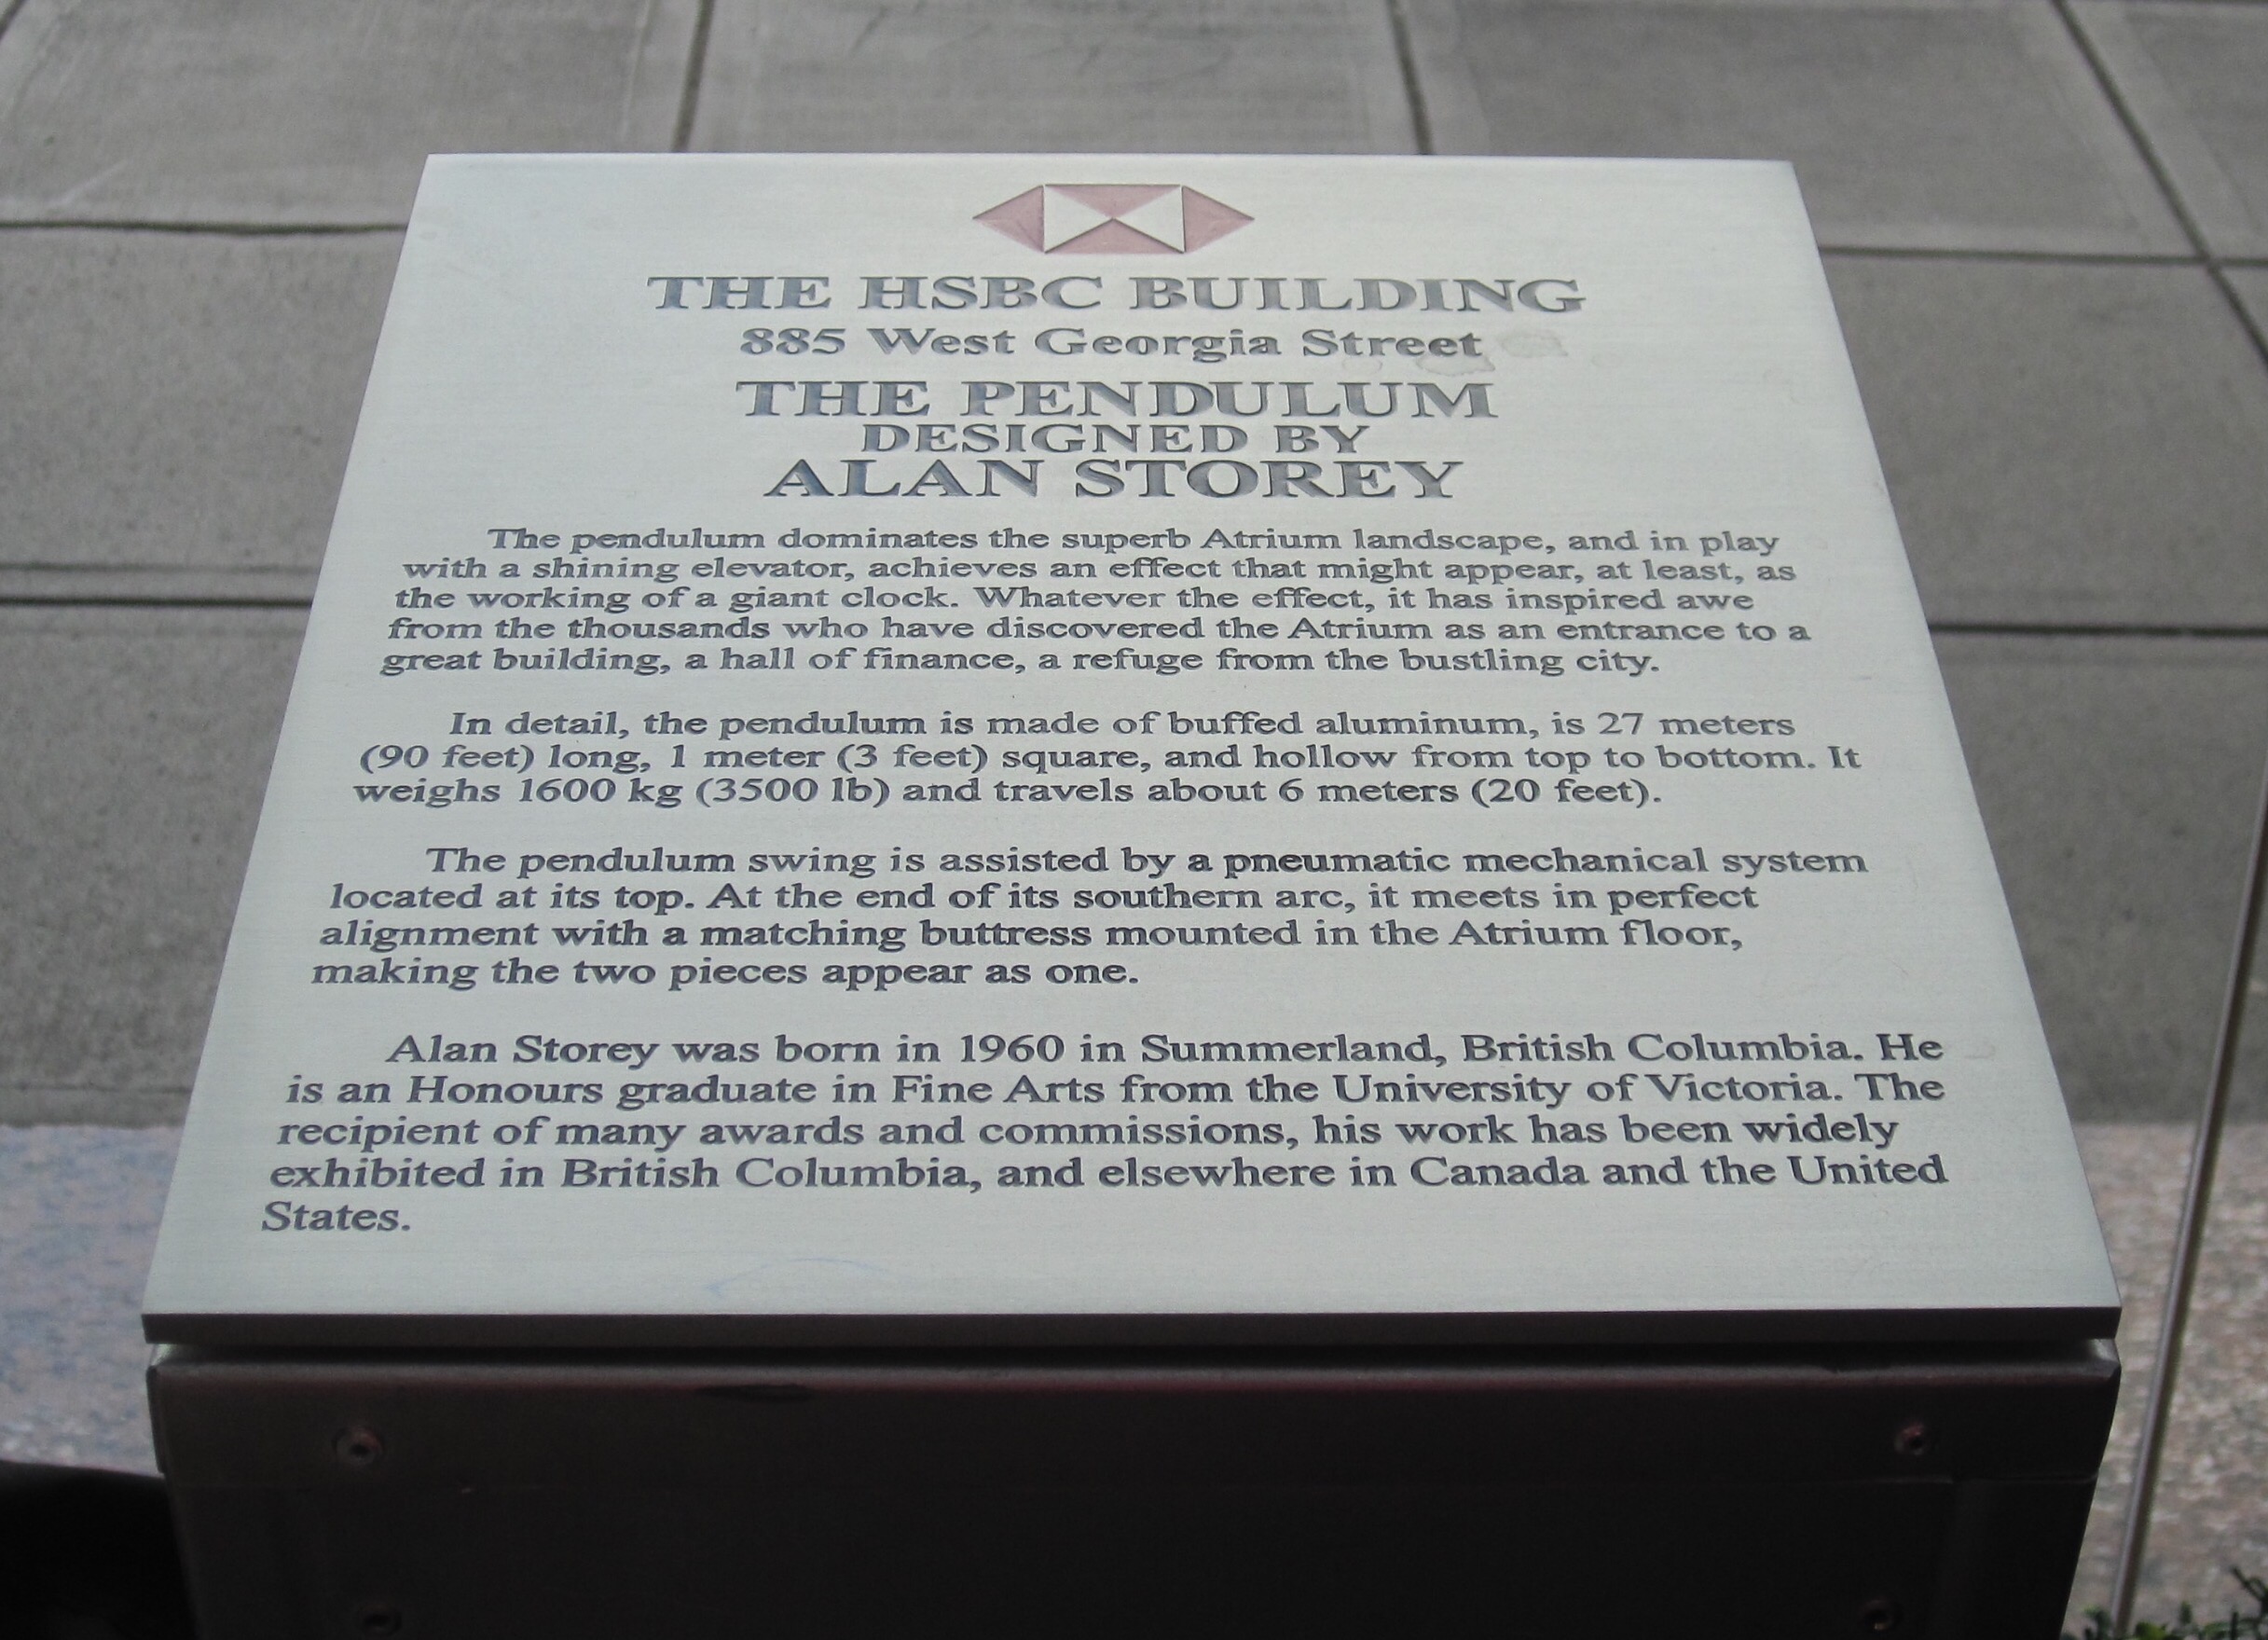 THE HSBC BUILDING
885 West Georgia Street
THE PENDULUM
DESIGNED BY
ALAN STOREY
The pendulum dominates the superb Atrium landscape, and in play
with a shining elevator, achieves an effect that might appear, at least, as
the working of a giant clock. Whatever the effect, it has inspired awe
from the thousands who have discovered the Atrium as an entrance to a
great building, a hall of finance, a refuge from the bustling city.
In detail, the pendulum is made of buffed aluminum, is 27 meters
(90 feet) long, 1 meter (3 feet) square, and hollow from top to bottom. It
weighs 1600 kg (3500 lb) and travels about 6 meters (20 feet).
The pendulum swing is assisted by a pneumatic mechanical system
located at its top. At the end of its southern arc, it meets in perfect
alignment with a matching buttress mounted in the Atrium floor,
making the two pieces appear as one.
Alan Storey was born in 1960 in Summerland, British Columbia. He
is an Honours graduate in Fine Arts from the University of Victoria. The
recipient of many awards and commissions, his work has been widely
exhibited in British Columbia, and elsewhere in Canada and the United
States.